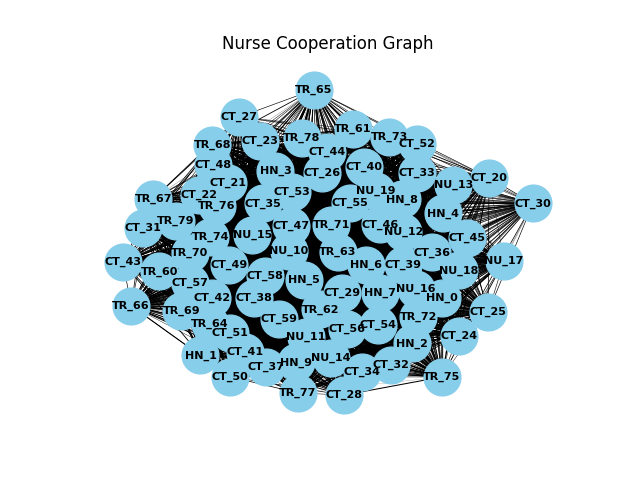 Nurse Cooperation Graph
TR_65
CT_27
TR_61
TR_78
TR_73
CT_23
CT_52
TR_68
CT_44
CT_48
CT_40
HN_3
CT_26
CT_33
CT_20
CT_21
NU_13
CT_22
CT_53
NU_19
TR_67
HN_8
CT_35
CT_55
CT_30
TR_76
HN_4
TR_79
CT_31
CT_47
TR_71
CT_46
NU_12
NU_15
TR_74
CT_45
NU_10
TR_63
TR_70
CT_36
NU_17
CT_43
CT_49
HN_6
CT_39
TR_60
NU_18
CT_58
HN_5
CT_57
NU_16
CT_29
HN_7
CT_42
CT_38
HN_0
TR_66
TR_69
TR_62
CT_25
TR_72
CT_59
TR_64
CT_54
CT_56
CT_51
CT_24
NU_11
HN_2
CT_41
HN_1
NU_14
HN_9
CT_32
CT_37
CT_34
CT_50
TR_75
TR_77
CT_28